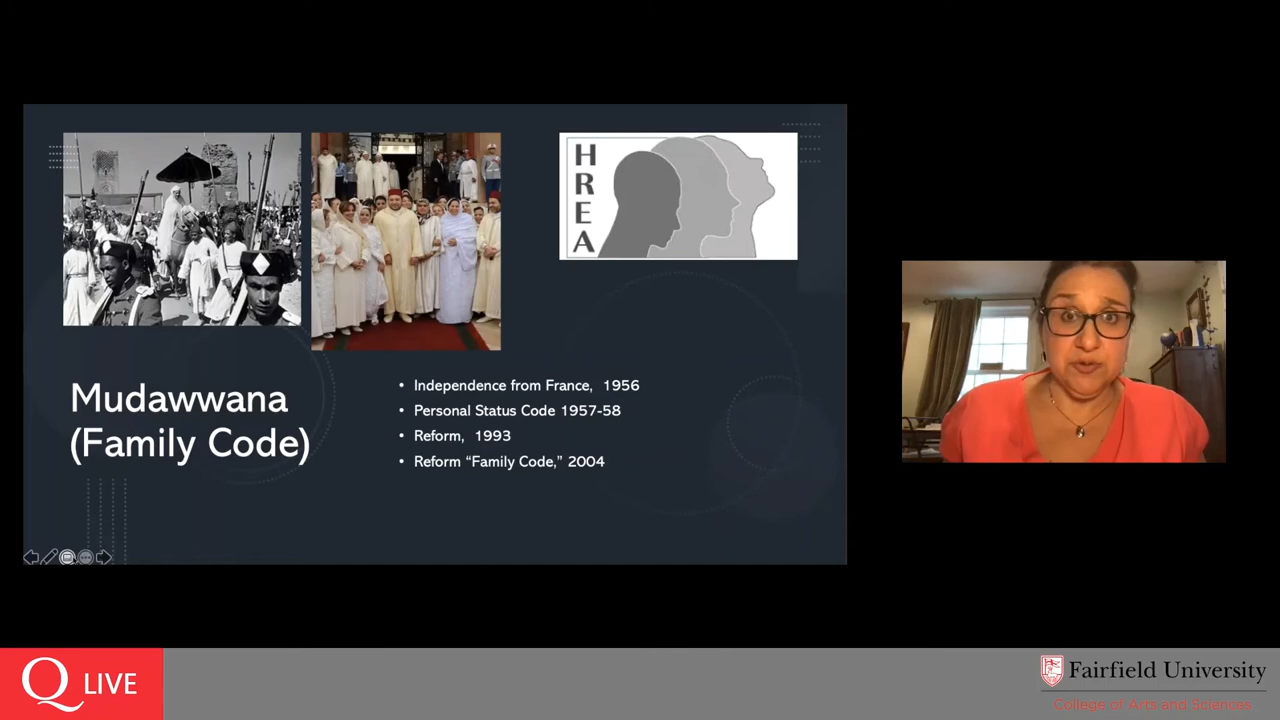 H
R
E
A
Mudawwana
(Family Code)
• Independence from France, 1956
• Personal Status Code 1957-58
• Reform, 1993
• Reform “Family Code,” 2004
Q LIVE
Fairfield University
College of Arts and Sciences